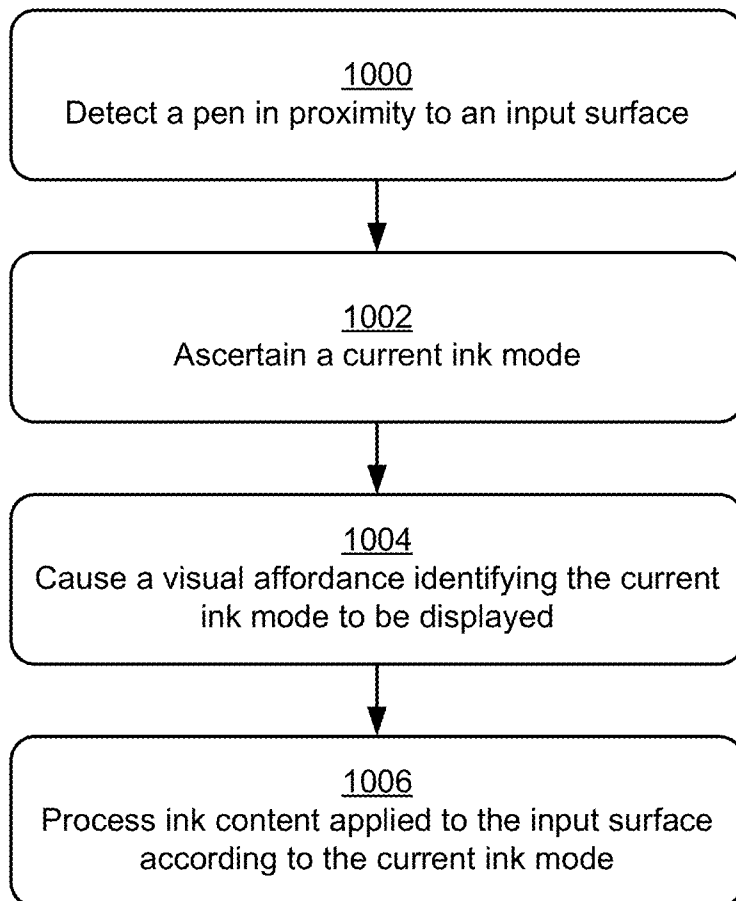 1000
Detect a pen in proximity to an input surface
1002
Ascertain a current ink mode
1004
Cause a visual affordance identifying the current
ink mode to be displayed
1006
Process ink content applied to the input surface
according to the current ink mode